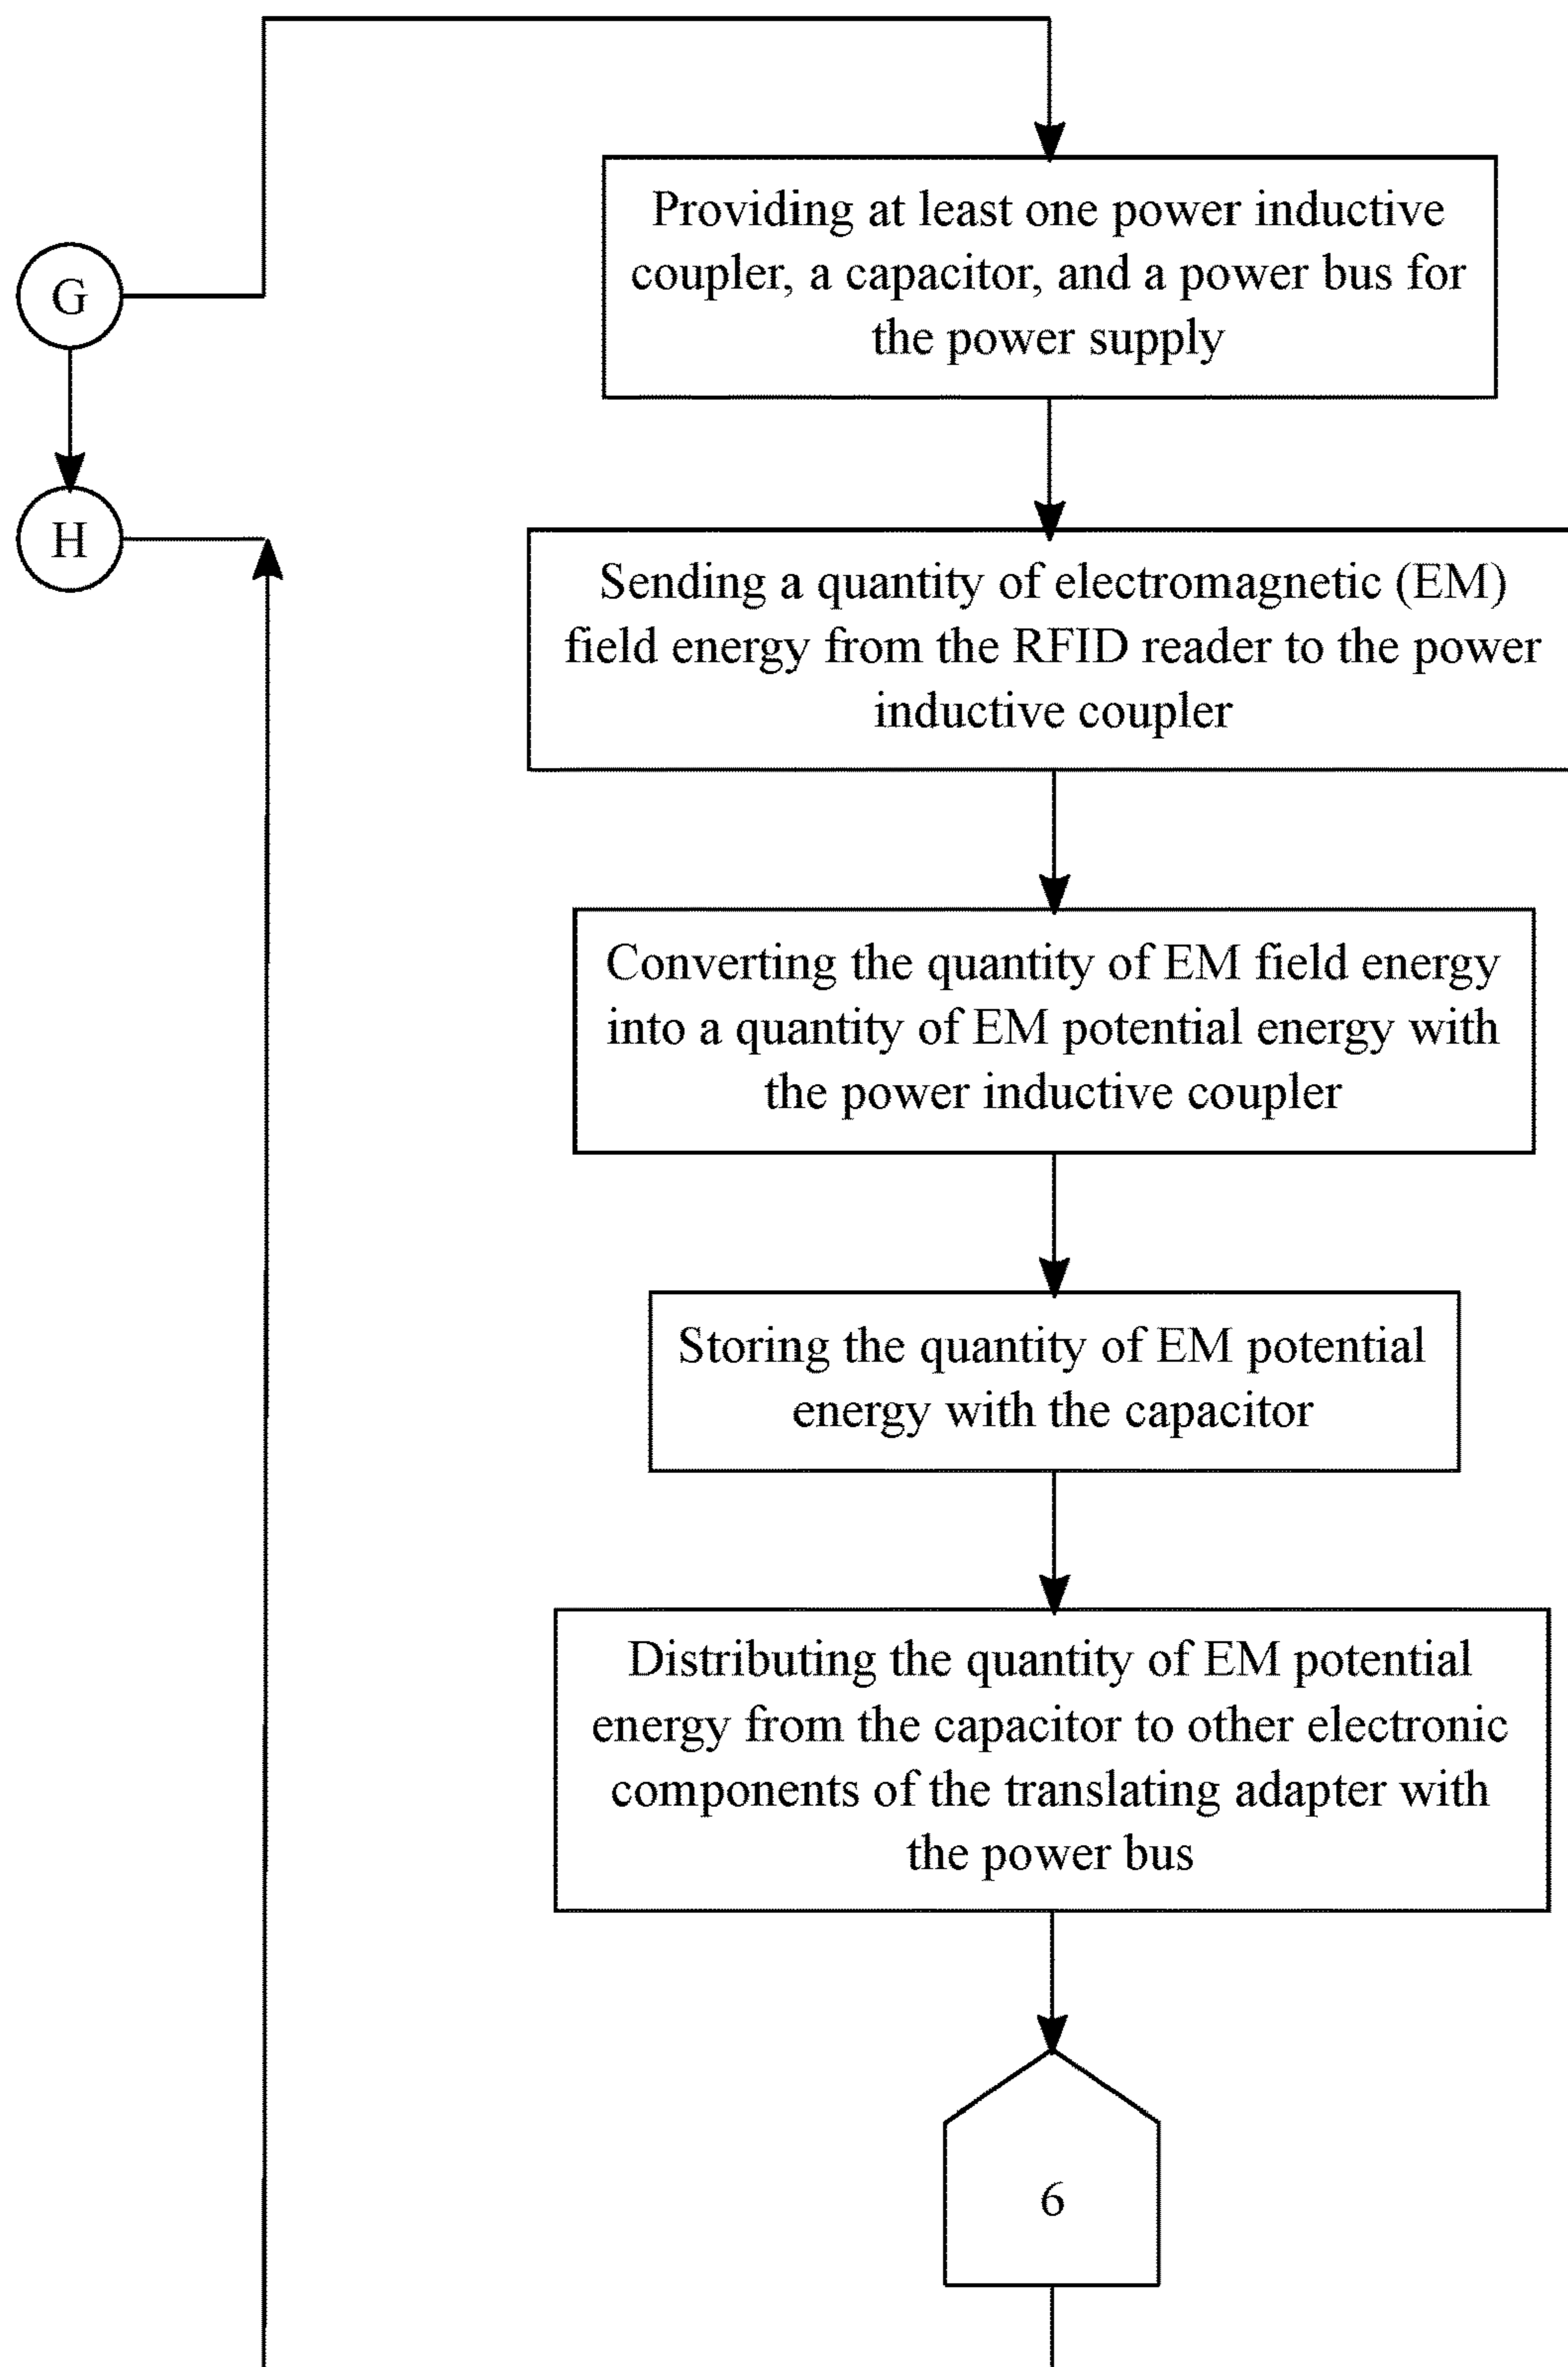 Providing at least one power inductive
coupler, a capacitor, and a power bus for
the power supply
G
H
Sending a quantity of electromagnetic (EM)
field energy from the RFID reader to the power
inductive coupler
Converting the quantity of EM field energy
into a quantity of EM potential energy with
the power inductive coupler
Storing the quantity of EM potential
energy with the capacitor
Distributing the quantity of EM potential
energy from the capacitor to other electronic
components of the translating adapter with
the power bus
6